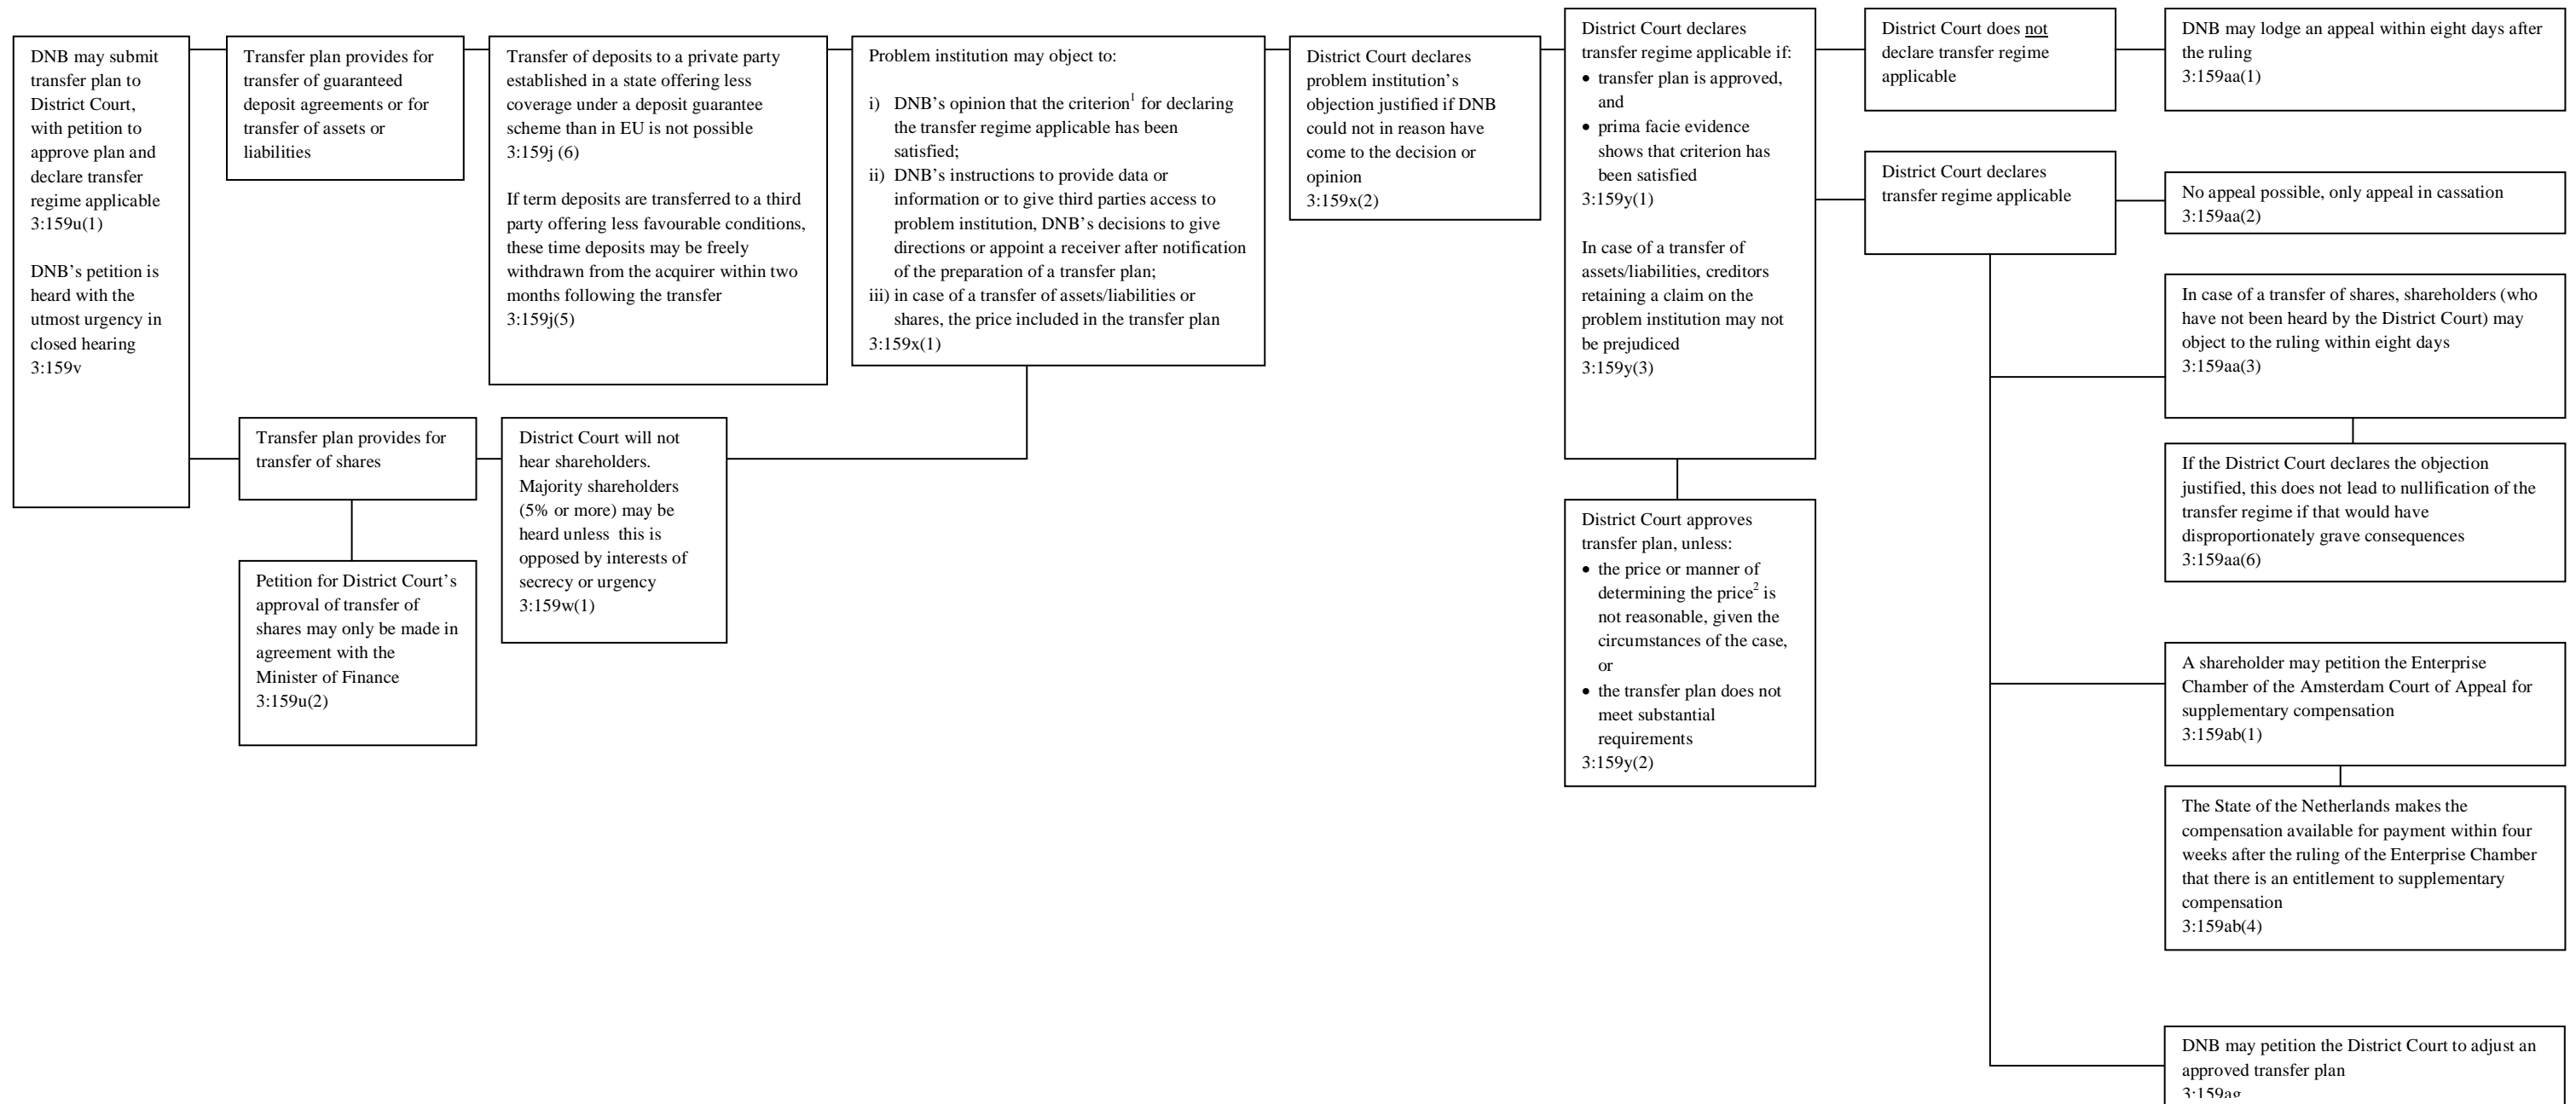 DNB may submit
transfer plan to
District Court,
with petition to
approve plan and
declare transfer
regime applicable
3:159u(1)
DNB's petition is
heard with the
utmost urgency in
closed hearing
3:159v
Transfer plan provides for
transfer of guaranteed
deposit agreements or for
transfer of assets or
liabilities
Transfer of deposits to a private party
established in a state offering less
coverage under a deposit guarantee
scheme than in EU is not possible
3:159j (6)
If term deposits are transferred to a third
party offering less favourable conditions,
these time deposits may be freely
withdrawn from the acquirer within two
months following the transfer
3:159j(5)
Transfer plan provides for
transfer of shares
Petition for District Court's
approval of transfer of
shares may only be made in
agreement with the
Minister of Finance
3:159u(2)
District Court will not
hear shareholders.
Majority shareholders
(5% or more) may be
heard unless this is
opposed by interests of
secrecy or urgency
3:159w(1)
Problem institution may object to:
i) DNB's opinion that the criterion1 for declaring
the transfer regime applicable has been
satisfied;
ii) DNB's instructions to provide data or
information or to give third parties access to
problem institution, DNB's decisions to give
directions or appoint a receiver after notification
of the preparation of a transfer plan;
iii) in case of a transfer of assets/liabilities or
shares, the price included in the transfer plan
3:159x(1)
District Court declares
problem institution's
objection justified if DNB
could not in reason have
come to the decision or
opinion
3:159x(2)
District Court declares
transfer regime applicable if:
• transfer plan is approved,
and
• prima facie evidence
shows that criterion has
been satisfied
3:159y(1)
In case of a transfer of
assets/liabilities, creditors
retaining a claim on the
problem institution may not
be prejudiced
3:159y(3)
District Court approves
transfer plan, unless:
• the price or manner of
determining the price2 is
not reasonable, given the
circumstances of the case,
or
• the transfer plan does not
meet substantial
requirements
3:159y(2)
District Court does not
declare transfer regime
applicable
DNB may lodge an appeal within eight days after
the ruling
3:159aa(1)
District Court declares
transfer regime applicable
No appeal possible, only appeal in cassation
3:159aa(2)
In case of a transfer of shares, shareholders (who
have not been heard by the District Court) may
object to the ruling within eight days
3:159aa(3)
If the District Court declares the objection
justified, this does not lead to nullification of the
transfer regime if that would have
disproportionately grave consequences
3:159aa(6)
A shareholder may petition the Enterprise
Chamber of the Amsterdam Court of Appeal for
supplementary compensation
3:159ab(1)
The State of the Netherlands makes the
compensation available for payment within four
weeks after the ruling of the Enterprise Chamber
that there is an entitlement to supplementary
compensation
3:159ab(4)
DNB may petition the District Court to adjust an
approved transfer plan
3:159ag